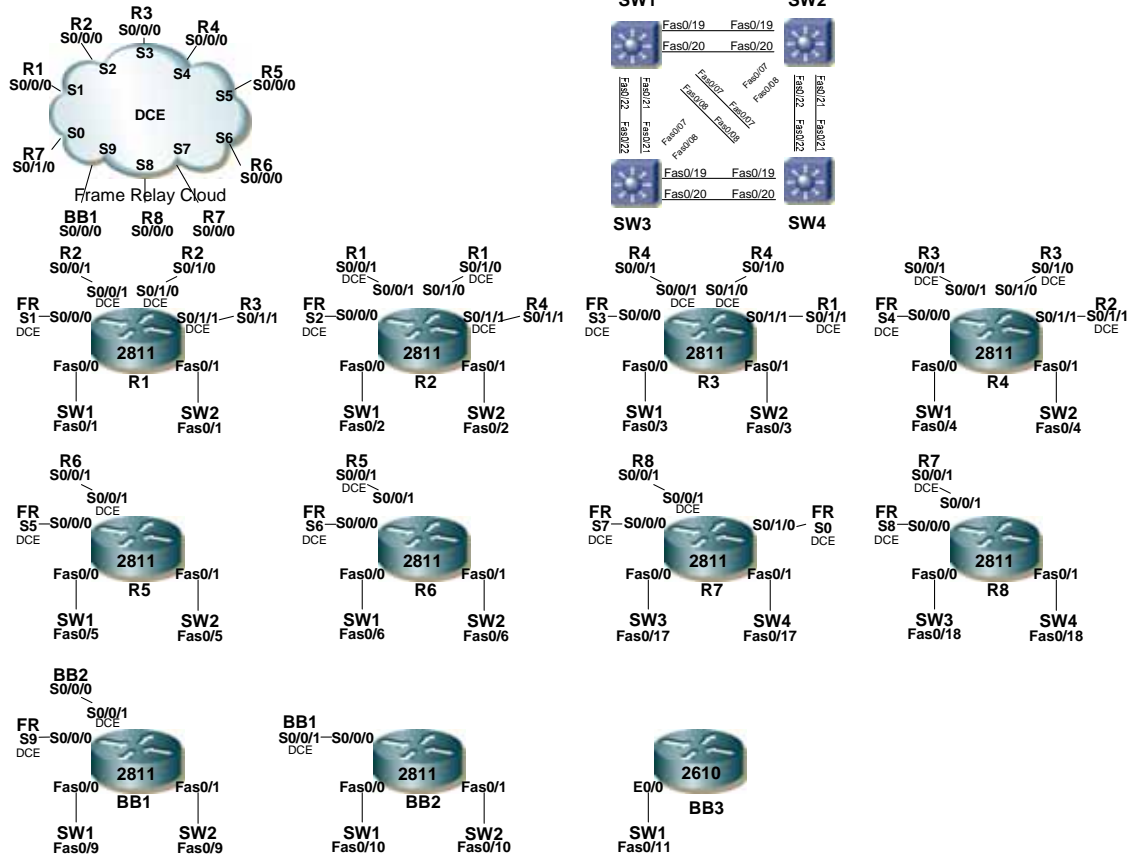 R3
S0/0/0
R2
S0/0/0
R4
S0/0/0
R1
S0/0/0
R5
S0/0/0
S3
S2
S4
S1
S5
DCE
S0
S6
S9
S7
S8
R7
S0/1/0
R6
S0/0/0
Frame Relay Cloud
BB1
S0/0/0
R8
S0/0/0
R7
S0/0/0
SW1
SW2
Fas0/19
Fas0/19
Fas0/20
Fas0/20
Fas0/22
Fas0/21
Fas0/07
Fas0/08
Fas0/07
Fas0/08
Fas0/22
Fas0/21
Fas0/22
Fas0/21
Fas0/07
Fas0/08
Fas0/07
Fas0/08
Fas0/22
Fas0/21
Fas0/19
Fas0/19
Fas0/20
Fas0/20
SW3
SW4
R2
S0/0/1
R2
S0/1/0
S0/0/1
DCE
S0/1/0
DCE
FR
S1
DCE
S0/0/0
S0/1/1
DCE
R3
S0/1/1
2811
Fas0/0
Fas0/1
R1
SW1
Fas0/1
SW2
Fas0/1
R1
S0/0/1
DCE
R1
S0/1/0
DCE
S0/0/1
S0/1/0
FR
S2
DCE
S0/0/0
S0/1/1
DCE
R4
S0/1/1
2811
Fas0/0
Fas0/1
R2
SW1
Fas0/2
SW2
Fas0/2
R4
S0/0/1
R4
S0/1/0
S0/0/1
DCE
S0/1/0
DCE
FR
S3
DCE
S0/0/0
S0/1/1
R1
S0/1/1
DCE
2811
Fas0/0
Fas0/1
R3
SW1
Fas0/3
SW2
Fas0/3
R3
S0/0/1
DCE
R3
S0/1/0
DCE
S0/0/1
S0/1/0
FR
S4
DCE
S0/0/0
S0/1/1
R2
S0/1/1
DCE
2811
Fas0/0
Fas0/1
R4
SW1
Fas0/4
SW2
Fas0/4
R6
S0/0/1
S0/0/1
DCE
FR
S5
DCE
S0/0/0
2811
Fas0/0
Fas0/1
R5
SW1
Fas0/5
SW2
Fas0/5
R5
S0/0/1
DCE
S0/0/1
FR
S6
DCE
S0/0/0
2811
Fas0/0
Fas0/1
R6
SW1
Fas0/6
SW2
Fas0/6
R8
S0/0/1
S0/0/1
DCE
FR
S7
DCE
S0/0/0
S0/1/0
FR
S0
DCE
2811
Fas0/0
Fas0/1
R7
SW3
Fas0/17
SW4
Fas0/17
R7
S0/0/1
DCE
S0/0/1
FR
S8
DCE
S0/0/0
2811
Fas0/0
Fas0/1
R8
SW3
Fas0/18
SW4
Fas0/18
BB2
S0/0/0
S0/0/1
DCE
FR
S9
DCE
S0/0/0
2811
Fas0/0
Fas0/1
BB1
SW1
Fas0/9
SW2
Fas0/9
BB1
S0/0/1
DCE
S0/0/0
2811
Fas0/0
Fas0/1
BB2
SW1
Fas0/10
SW2
Fas0/10
2610
E0/0
BB3
SW1
Fas0/11